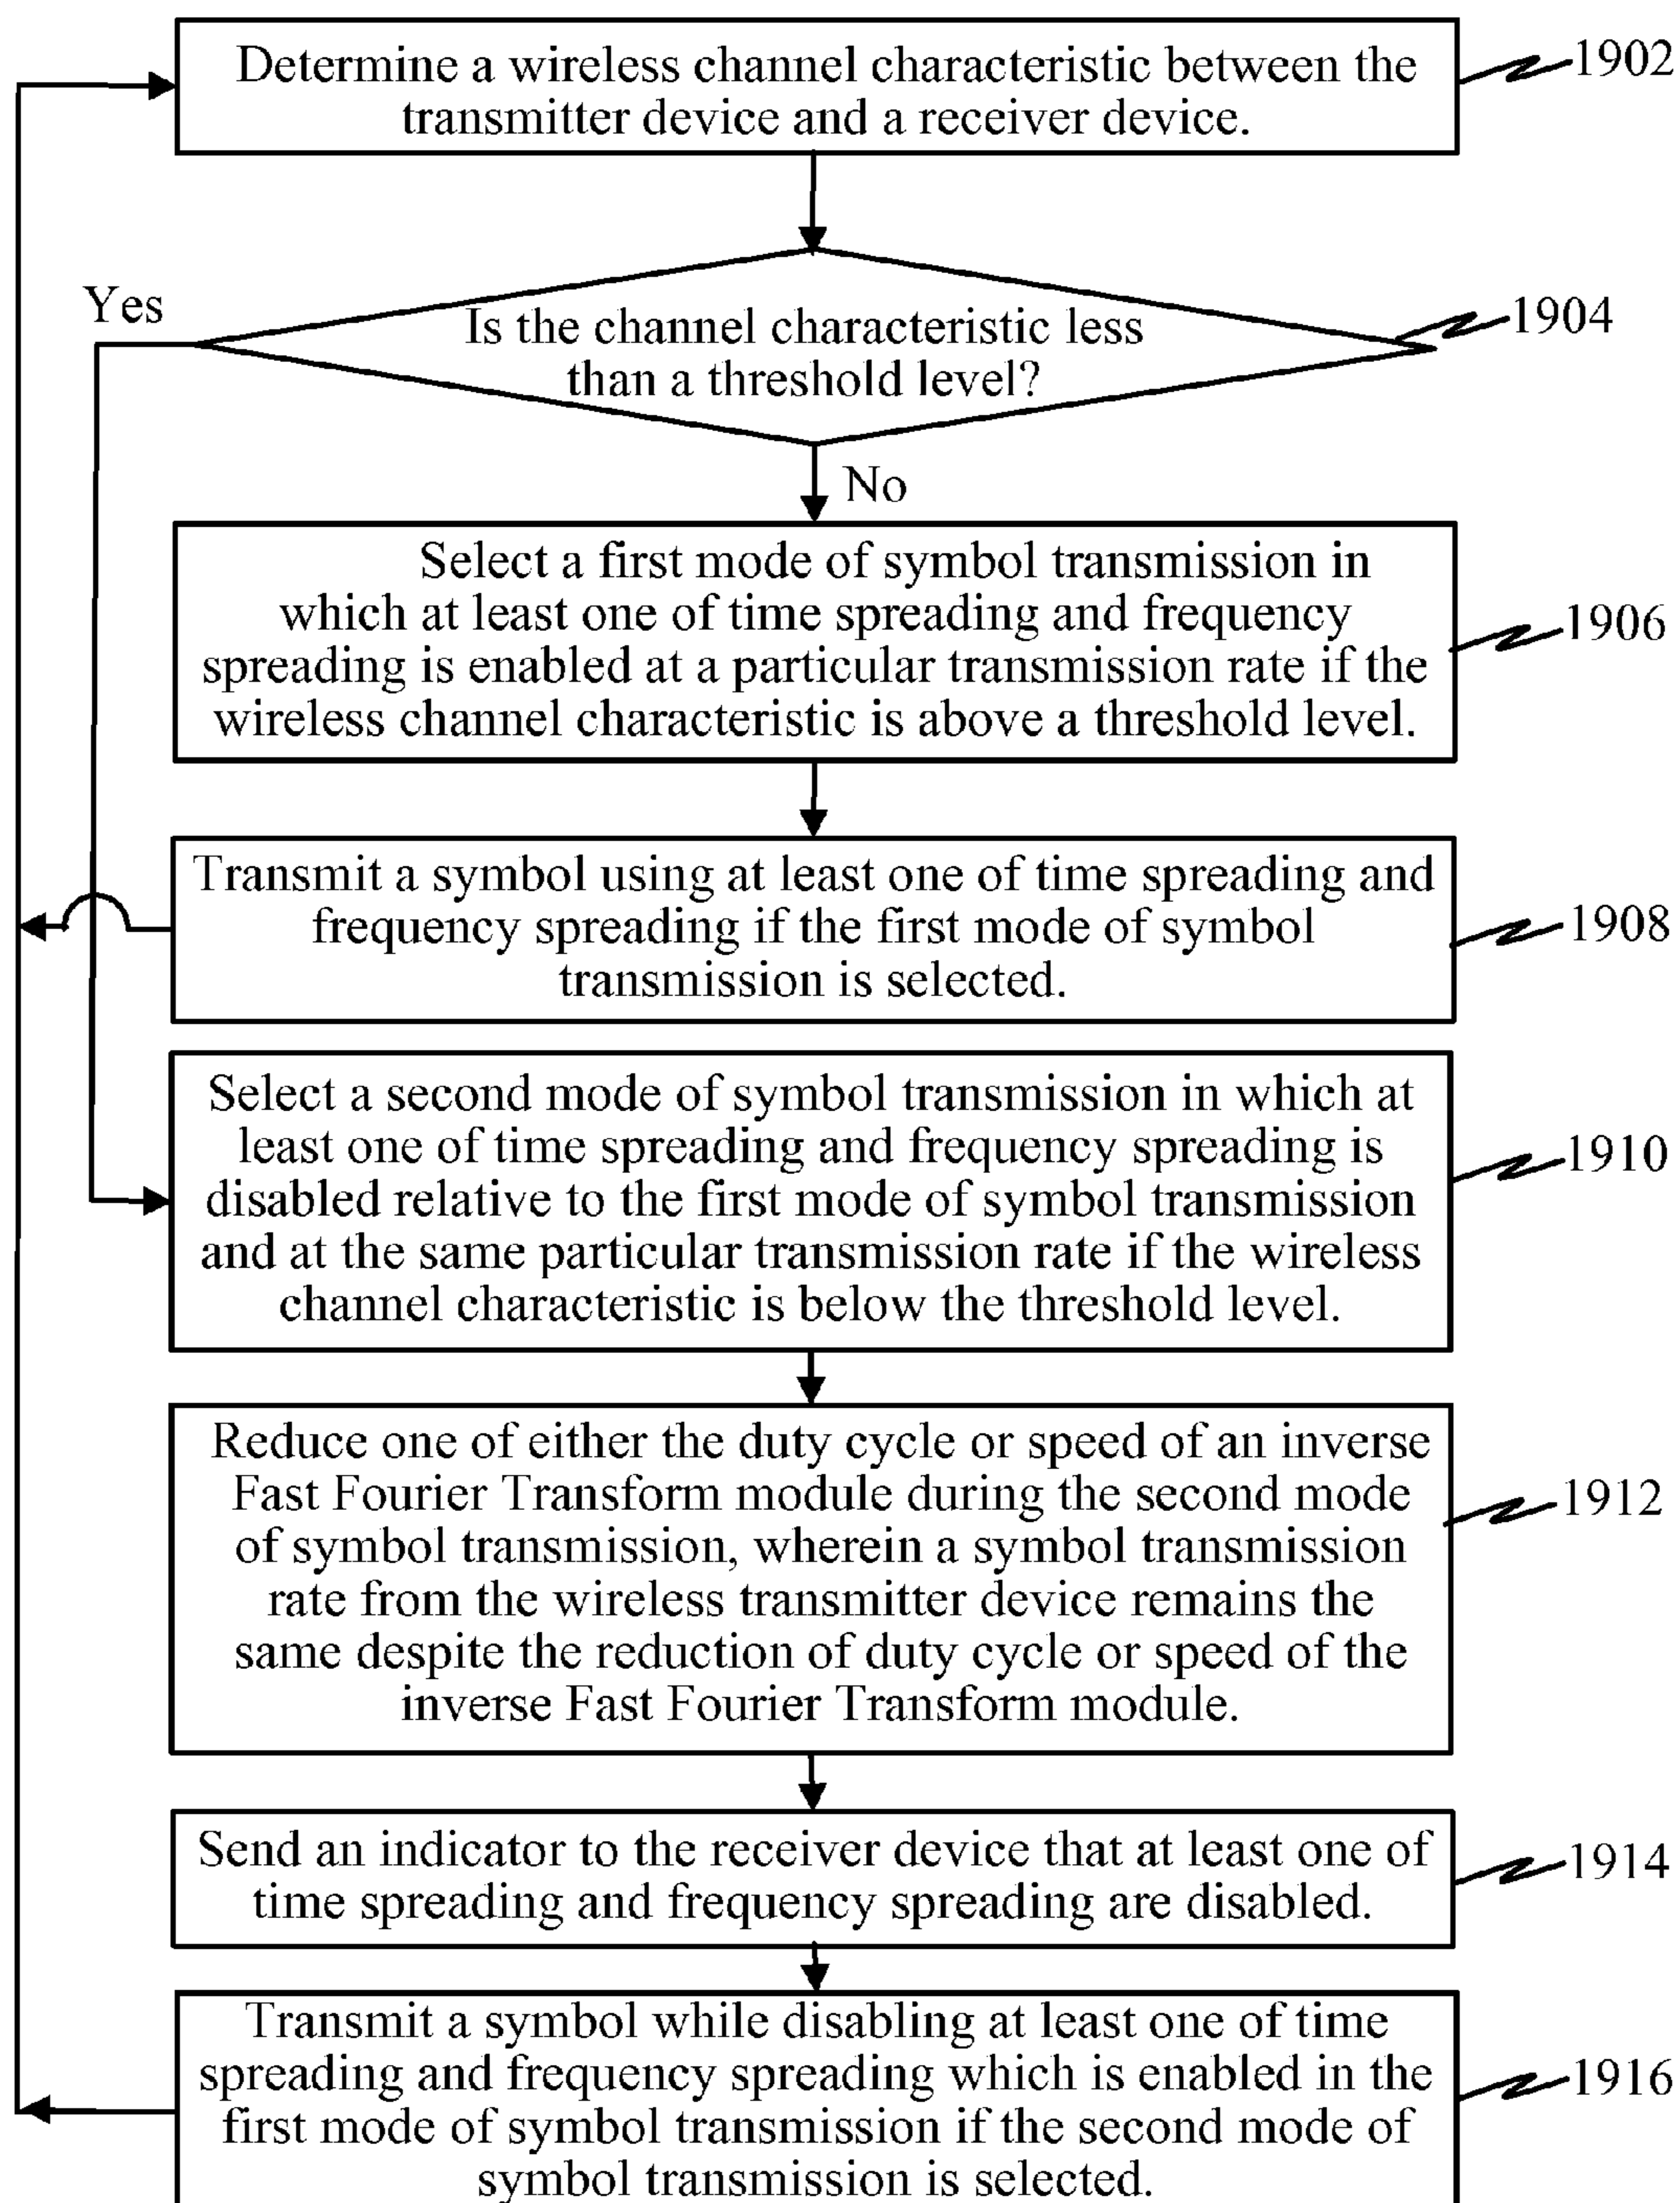 Determine a wireless channel characteristic between the
transmitter device and a receiver device.
1902
Yes
Is the channel characteristic less
than a threshold level?
1904
No
Select a first mode of symbol transmission in
which at least one of time spreading and frequency
spreading is enabled at a particular transmission rate if the
wireless channel characteristic is above a threshold level.
1906
Transmit a symbol using at least one of time spreading and
frequency spreading if the first mode of symbol
transmission is selected.
1908
Select a second mode of symbol transmission in which at
least one of time spreading and frequency spreading is
disabled relative to the first mode of symbol transmission
and at the same particular transmission rate if the wireless
channel characteristic is below the threshold level.
1910
Reduce one of either the duty cycle or speed of an inverse
Fast Fourier Transform module during the second mode
of symbol transmission, wherein a symbol transmission
rate from the wireless transmitter device remains the
same despite the reduction of duty cycle or speed of the
inverse Fast Fourier Transform module.
1912
Send an indicator to the receiver device that at least one of
time spreading and frequency spreading are disabled.
1914
Transmit a symbol while disabling at least one of time
spreading and frequency spreading which is enabled in the
first mode of symbol transmission if the second mode of
symbol transmission is selected.
1916